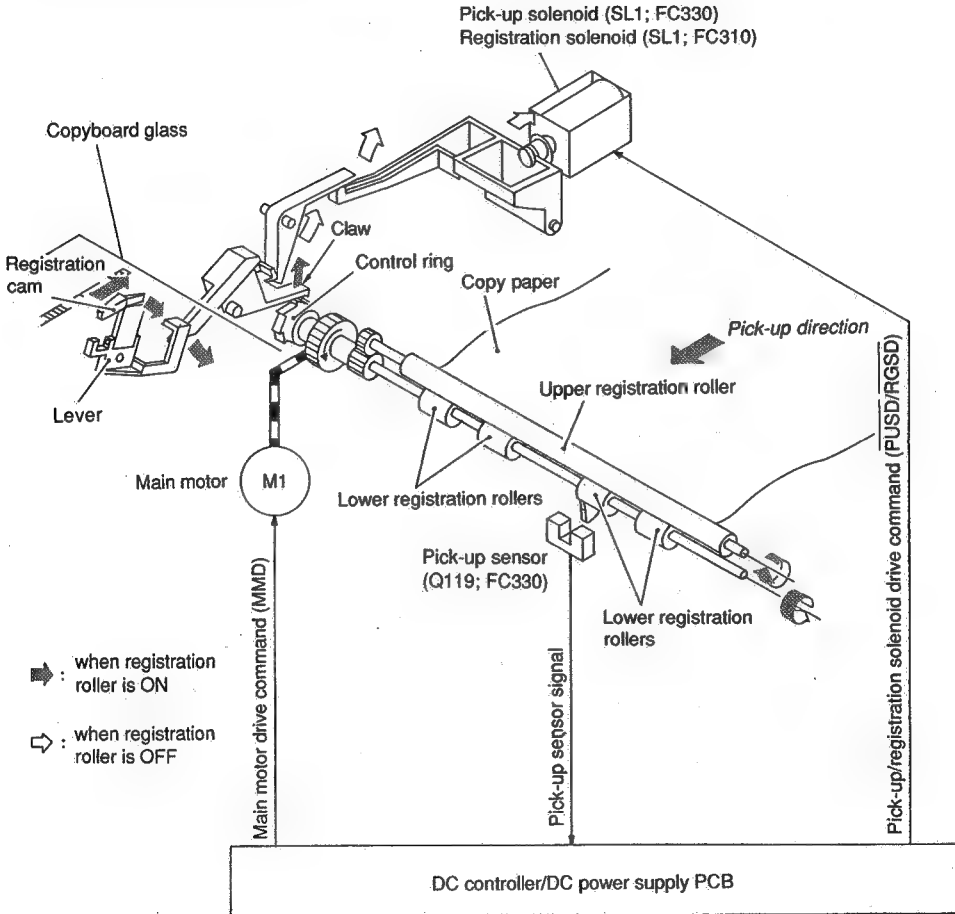 Pick-up solenoid (SL1; FC330)
Registration solenoid (SL1; FC310)
Copyboard glass
Claw
Registration
cam
Control ring
Copy paper
Pick-up direction
Upper registration roller
Lever
Main motor
M1
Lower registration rollers
Pick-up sensor
(Q119; FC330)
Lower registration
rollers
when registration
roller is ON
when registration
roller is OFF
Main motor drive command (MMD)
Pick-up sensor signal
Pick-up/registration solenoid drive command (PUSD/RGSD)
DC controller/DC power supply PCB